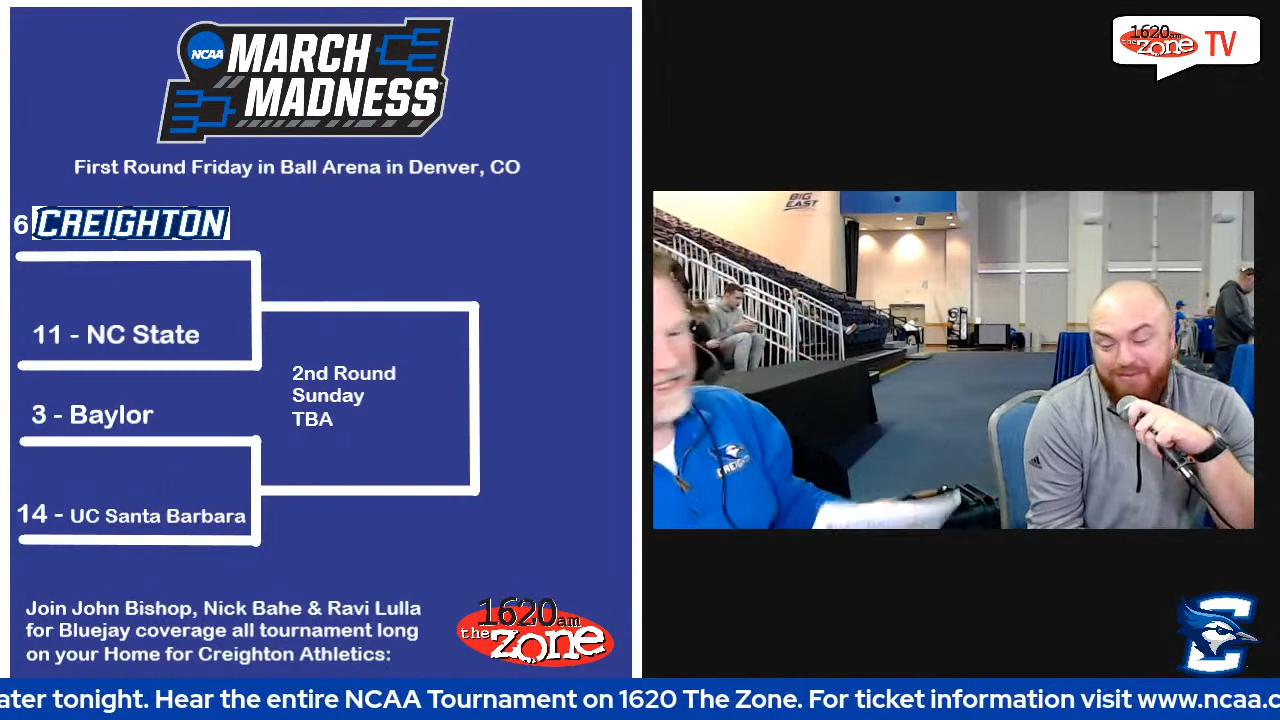 NCAA
MARCH
MADNESS
First Round Friday in Ball Arena in Denver, CO
6 CREIGHTON
11 - NC State
3 - Baylor
14 - UC Santa Barbara
2nd Round
Sunday
TBA
Join John Bishop, Nick Bahe & Ravi Lulla
for Bluejay coverage all tournament long
on your Home for Creighton Athletics:
1620am
the zone
1620am
the zone TV
BIG
EAST
CREIGHTON
ater tonight. Hear the entire NCAA Tournament on 1620 The Zone. For ticket information visit www.ncaa.c